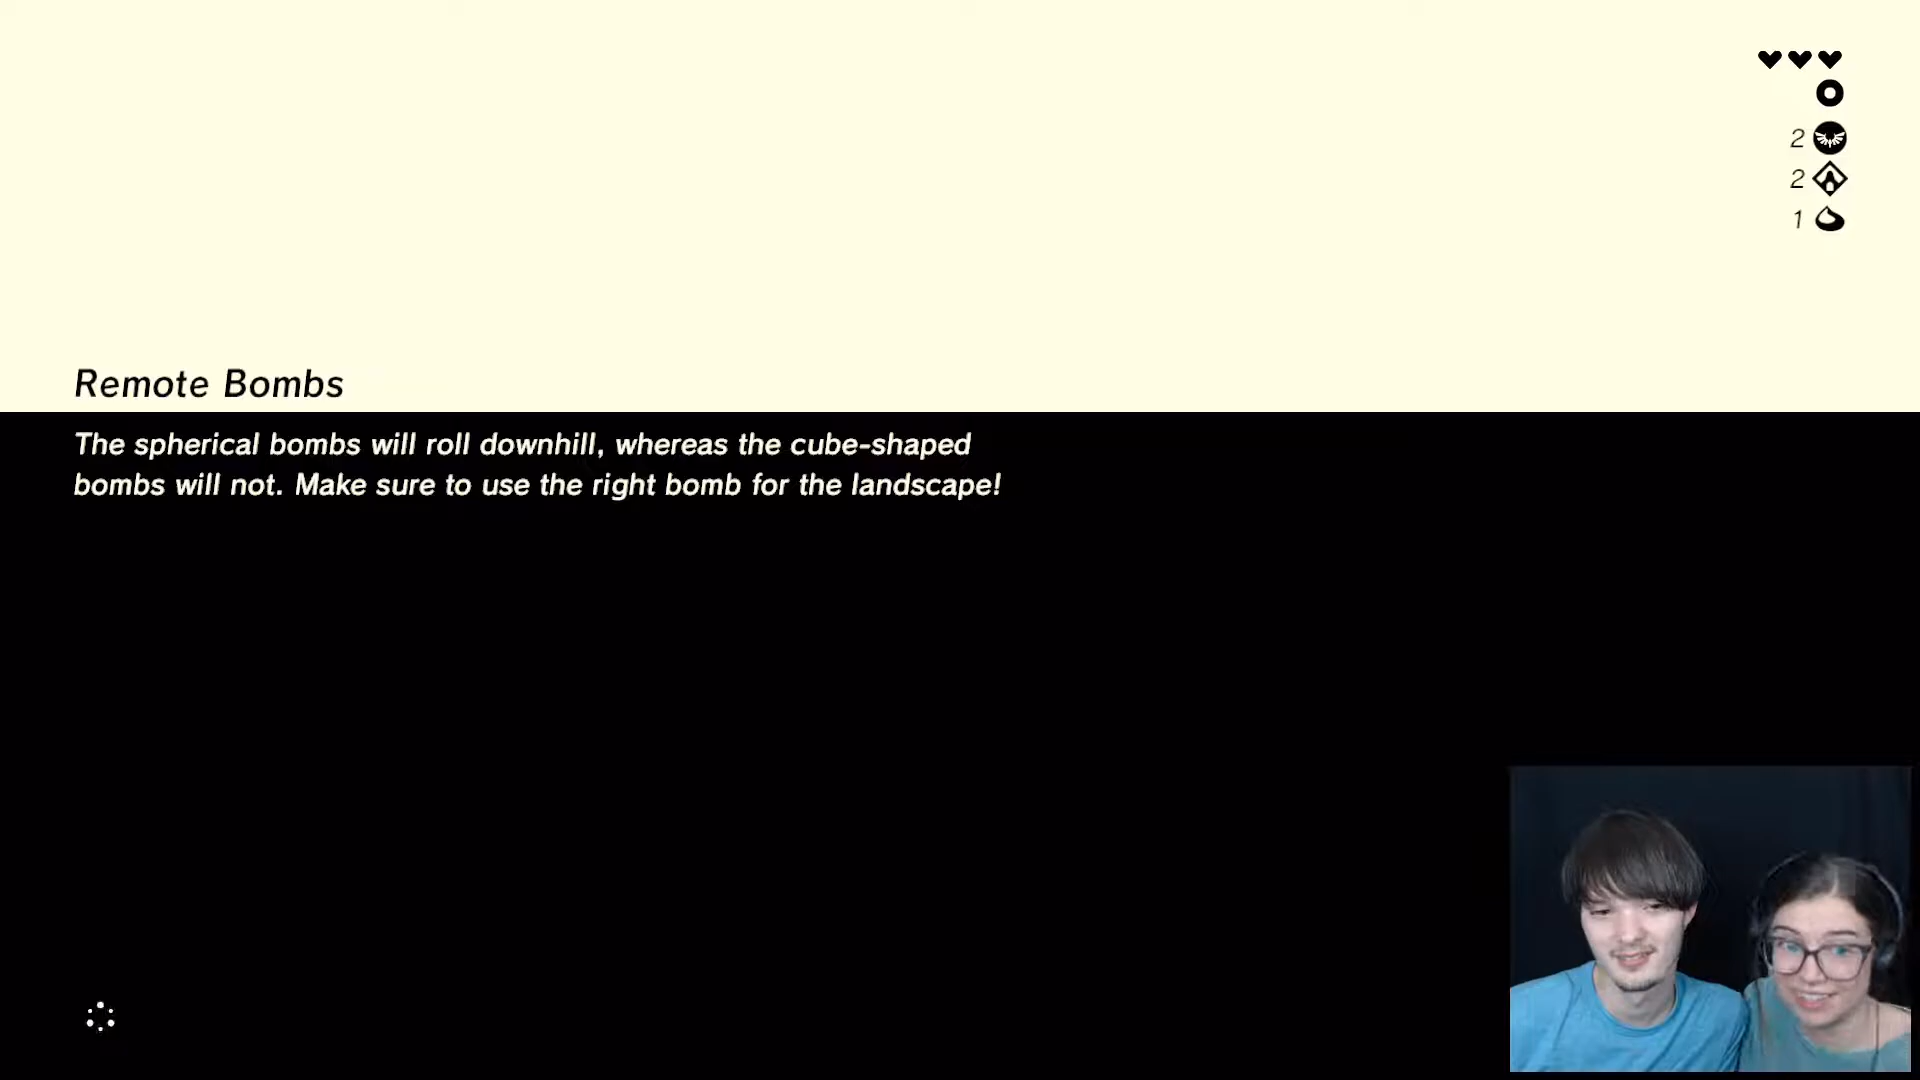 2
2
1
Remote Bombs
The spherical bombs will roll downhill, whereas the cube-shaped
bombs will not. Make sure to use the right bomb for the landscape!